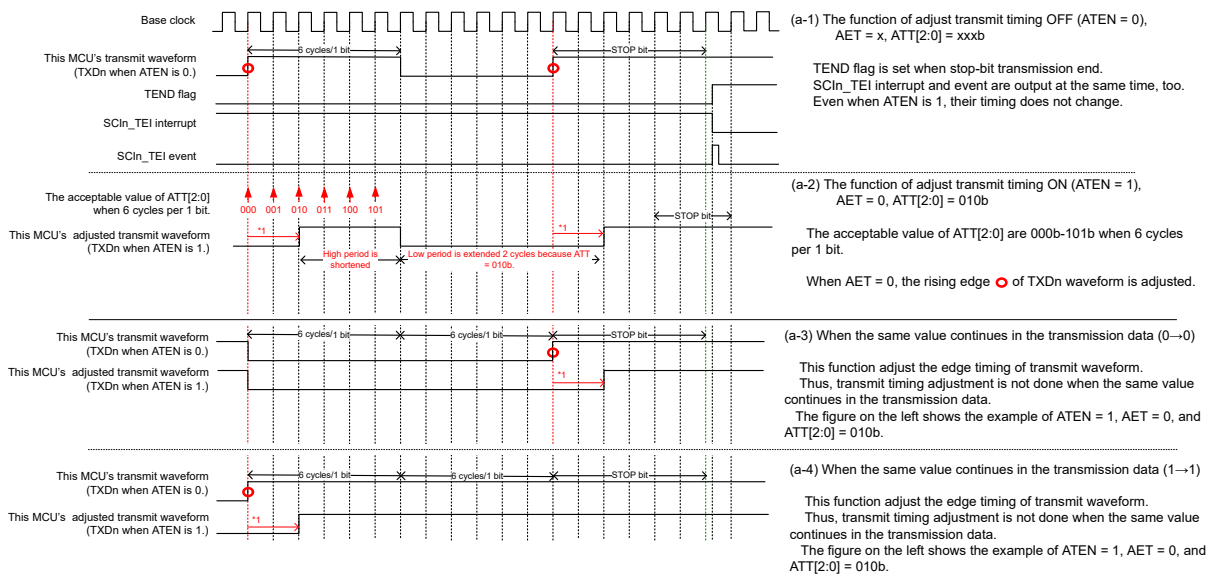 Base clock
6 cycles/1 bit
STOP bit
This MCU's transmit waveform
(TXDn when ATEN is 0.)
TEND flag
SCIn_TEI interrupt
SCIn_TEI event
(a-1) The function of adjust transmit timing OFF (ATEN = 0),
AET = x, ATT[2:0] = xxxb
TEND flag is set when stop-bit transmission end.
SCIn_TEI interrupt and event are output at the same time, too.
Even when ATEN is 1, their timing does not change.
The acceptable value of ATT[2:0]
when 6 cycles per 1 bit.
000 001 010 011 100 101
STOP bit
This MCU's adjusted transmit waveform
(TXDn when ATEN is 1.)
*1
*1
High period is
shortened
Low period is extended 2 cycles because ATT
= 010b.
(a-2) The function of adjust transmit timing ON (ATEN = 1),
AET = 0, ATT[2:0] = 010b
The acceptable value of ATT[2:0] are 000b-101b when 6 cycles
per 1 bit.
When AET = 0, the rising edge of TXDn waveform is adjusted.
This MCU's transmit waveform
(TXDn when ATEN is 0.)
6 cycles/1 bit
6 cycles/1 bit
STOP bit
This MCU's adjusted transmit waveform
(TXDn when ATEN is 1.)
*1
(a-3) When the same value continues in the transmission data (0→0)
This function adjust the edge timing of transmit waveform.
Thus, transmit timing adjustment is not done when the same value
continues in the transmission data.
The figure on the left shows the example of ATEN = 1, AET = 0, and
ATT[2:0] = 010b.
This MCU's transmit waveform
(TXDn when ATEN is 0.)
6 cycles/1 bit
6 cycles/1 bit
STOP bit
This MCU's adjusted transmit waveform
(TXDn when ATEN is 1.)
*1
(a-4) When the same value continues in the transmission data (1→1)
This function adjust the edge timing of transmit waveform.
Thus, transmit timing adjustment is not done when the same value
continues in the transmission data.
The figure on the left shows the example of ATEN = 1, AET = 0, and
ATT[2:0] = 010b.